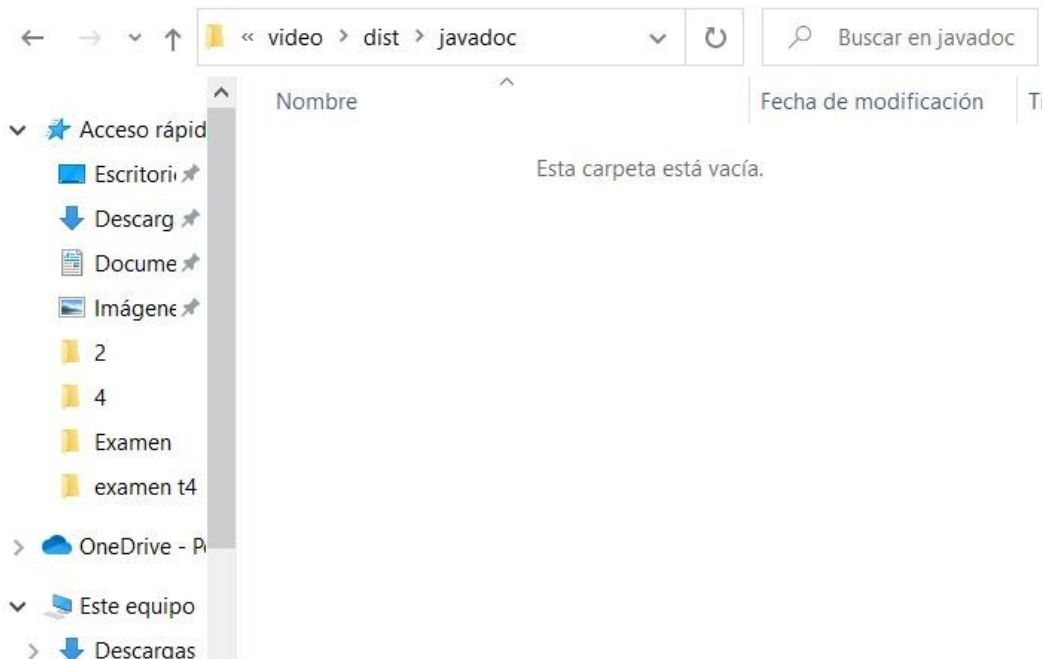 « video > dist > javadoc
Buscar en javadoc
Nombre
Fecha de modificación
Esta carpeta está vacía.
Acceso rápid
Escritori
Descarg
Docume
Imágene
2
4
Examen
examen t4
OneDrive - P
Este equipo
Descargas